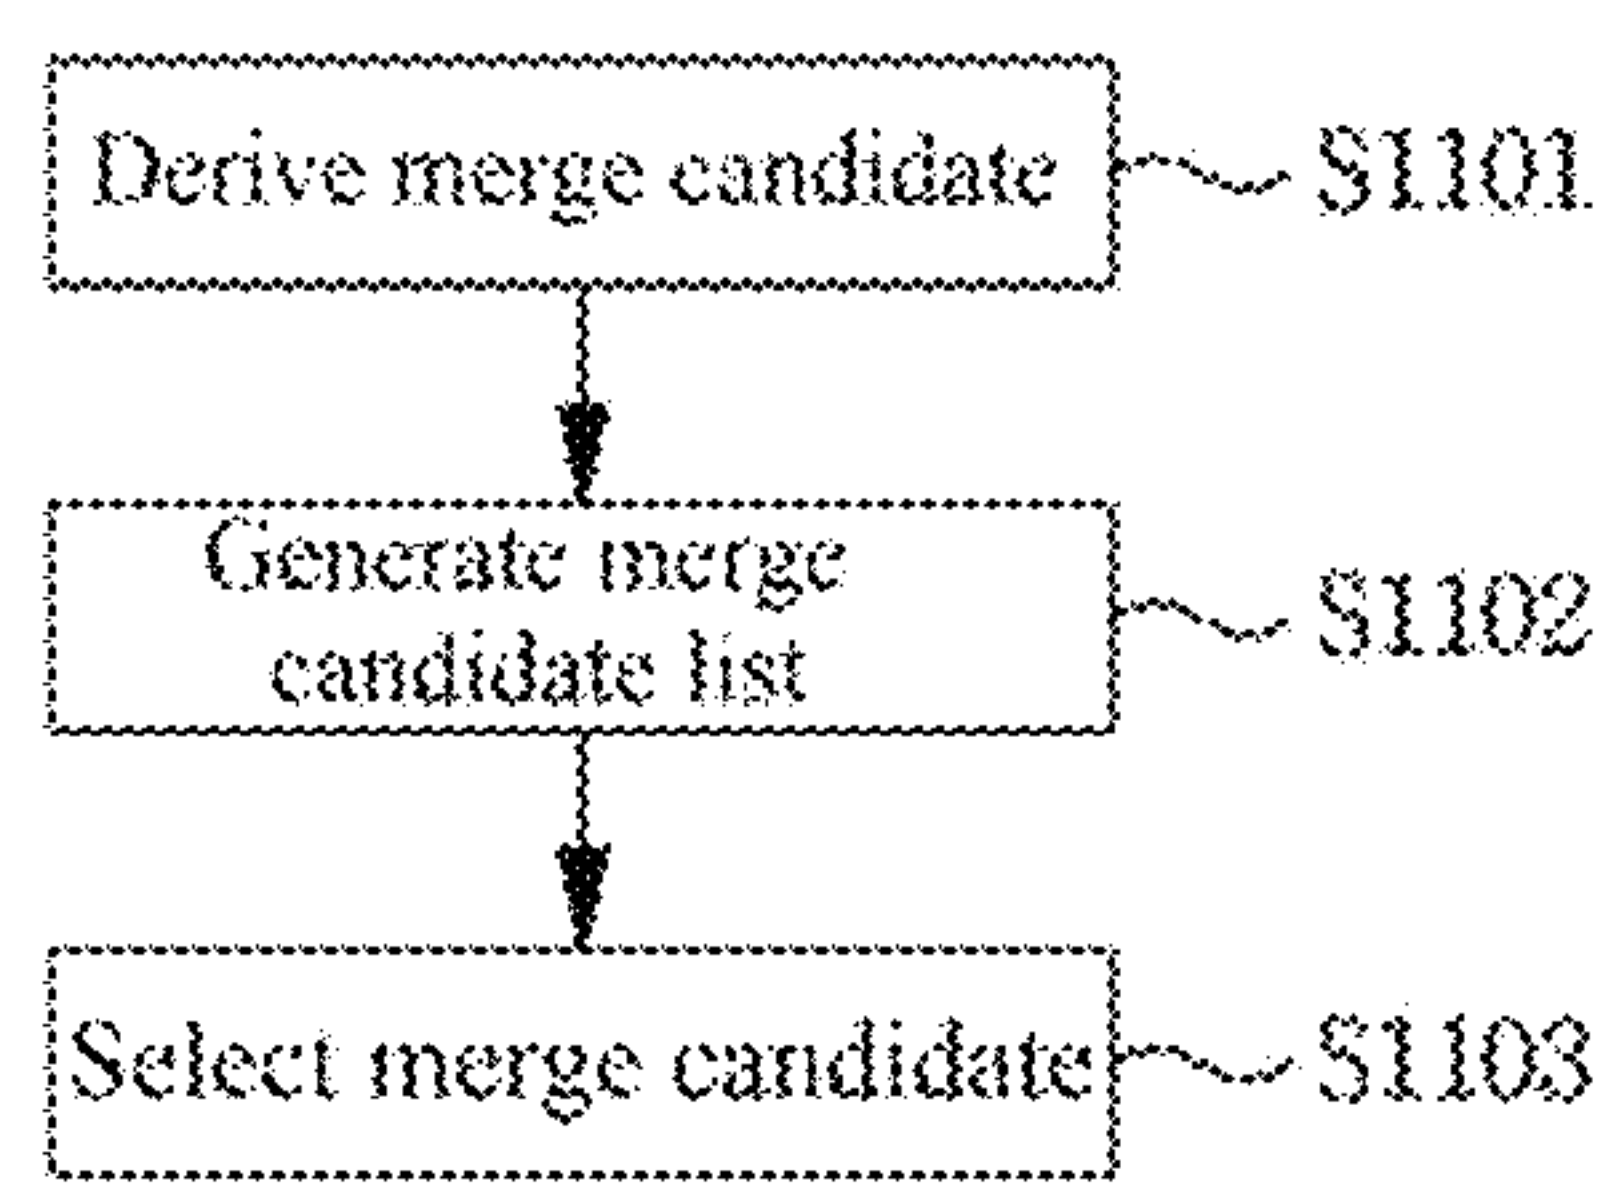 Derive merge candidate
S1101
Generate merge
candidate list
S1102
Select merge candidate
S1103